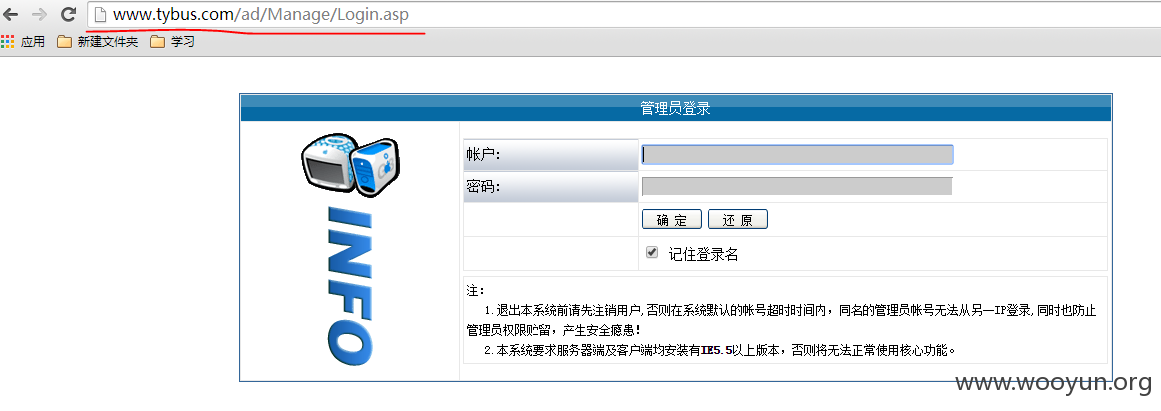 www.tybus.com/ad/Manage/Login.asp
应用 新建文件夹 学习
管理员登录
INFO
帐户:
密码:
确 定 还 原
记住登录名
注:
1.退出本系统前请先注销用户,否则在系统默认的帐号超时时间内，同名的管理员帐号无法从另一IP登录,同时也防止
管理员权限贮留，产生安全瘾患!
2.本系统要求服务器端及客户端均安装有IE5.5以上版本，否则将无法正常使用核心功能。
www.wooyun.org